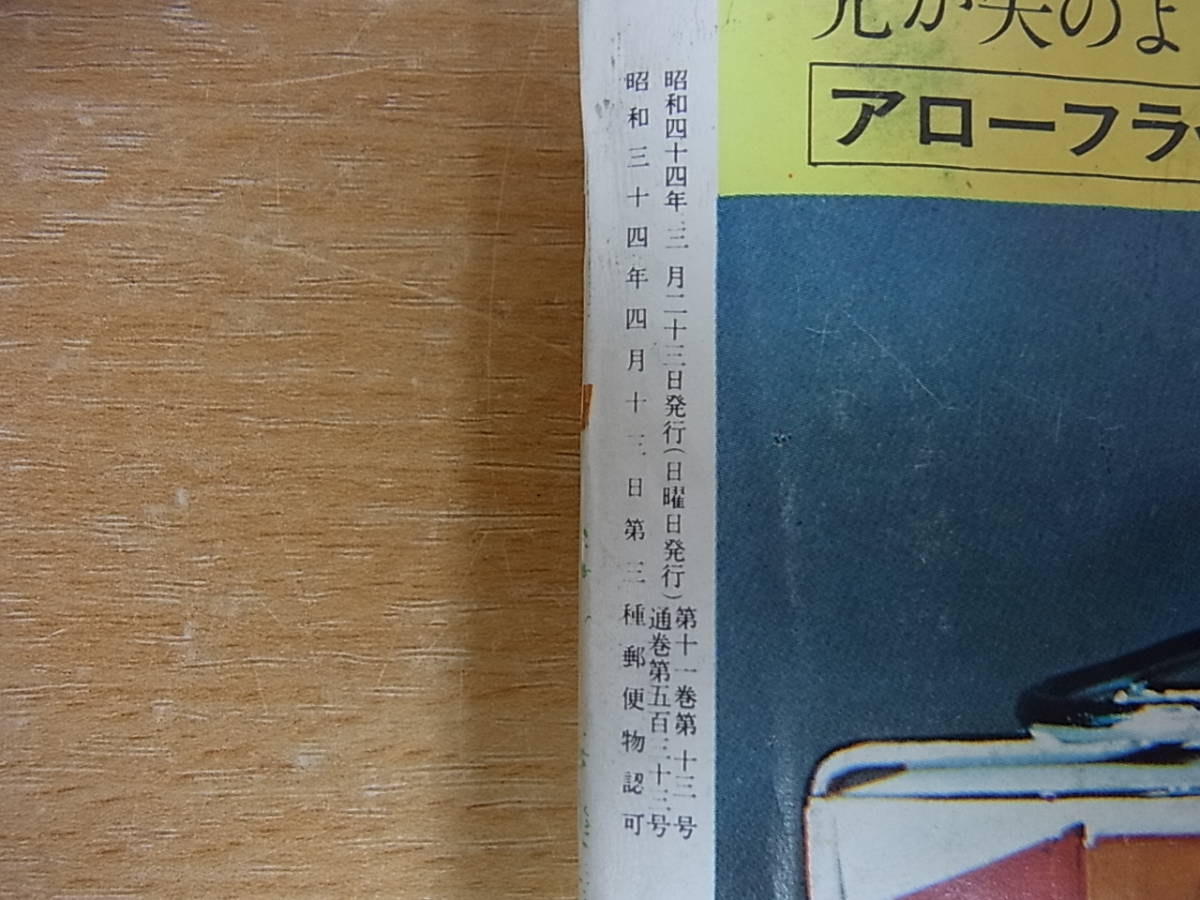 光が矢のよ
アローフラ
昭和四十四年三月二十三日発行(日曜日発行)
第十一巻第十三号
通巻第五百三十三号
昭和三十四年四月十三日第三種郵便物認可